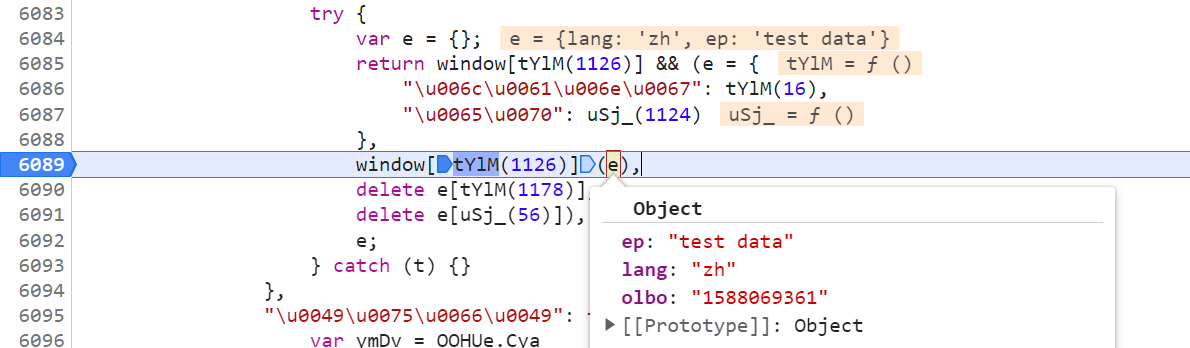 6083 try {
6084 var e = {}; e = {lang: 'zh', ep: 'test data'}
6085 return window[tYlM(1126)] && (e = { tYlM = ƒ ()
6086 "\u006c\u0061\u006e\u0067": tYlM(16),
6087 "\u0065\u0070": uSj_(1124) uSj_ = ƒ ()
6088 },
6089 window[tYlM(1126)](e),
6090 delete e[tYlM(1178)]
6091 delete e[uSj_(56)]),
6092 e;
6093 } catch (t) {}
6094 },
6095 "\u0049\u0075\u0066\u0049":
6096 var ymDv = OOHUe.Cya
Object
ep: "test data"
lang: "zh"
olbo: "1588069361"
▶[[Prototype]]: Object